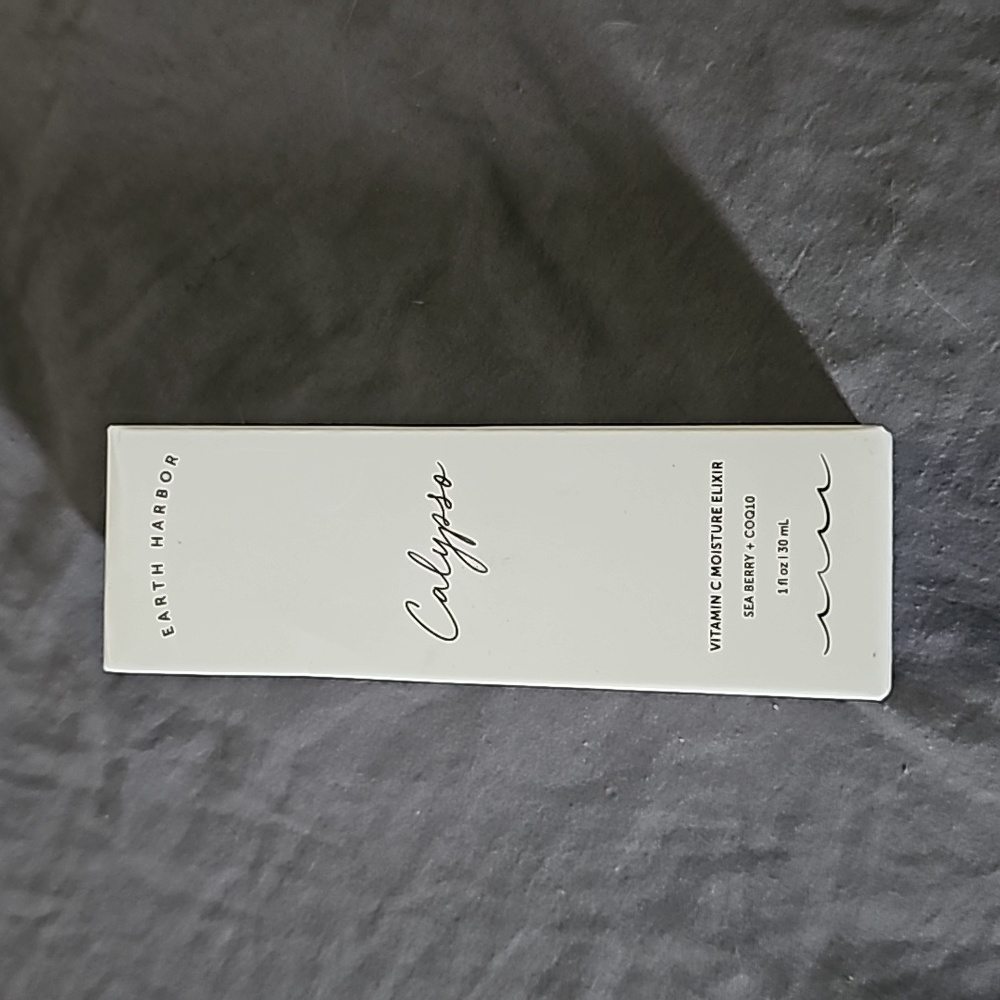 EARTH HARBOR
Calypso
VITAMIN C MOISTURE ELIXIR
SEA BERRY + COQ10
1 fl oz | 30 mL